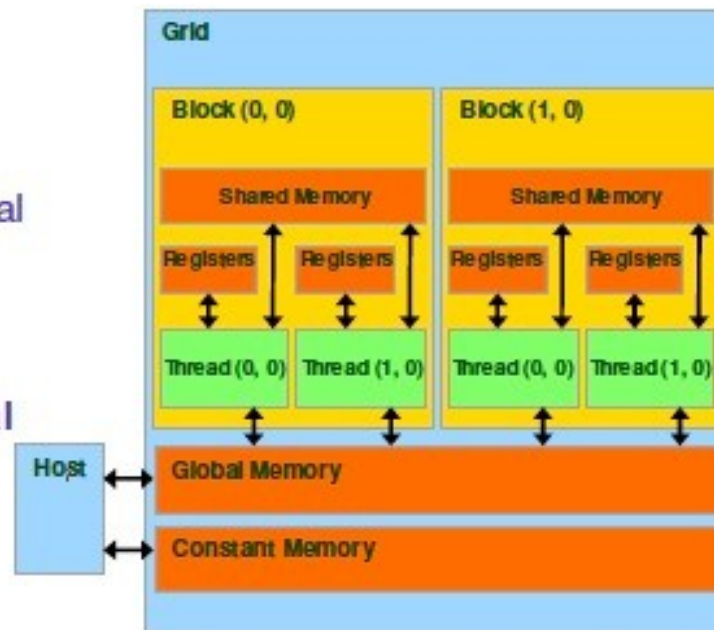 Grid
Block (0, 0) Block (1, 0)
al
Shared Memory Shared Memory
Registers Registers Registers Registers
Thread (0, 0) Thread (1, 0) Thread (0, 0) Thread (1, 0)
Host
Global Memory
Constant Memory